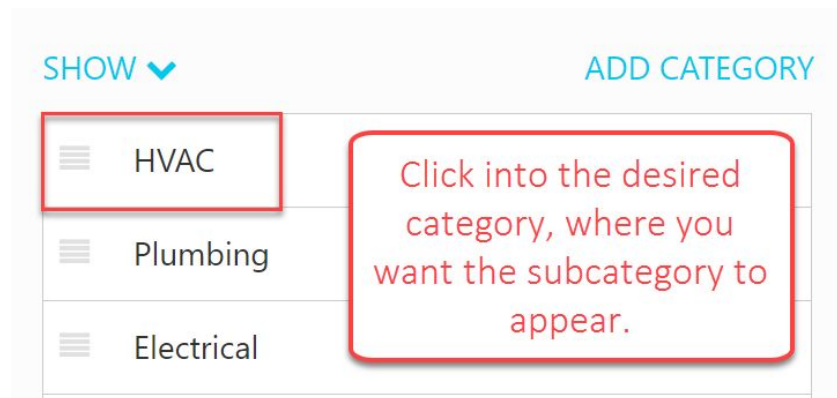 SHOW
ADD CATEGORY
HVAC
Plumbing
Electrical
Click into the desired
category, where you
want the subcategory to
appear.